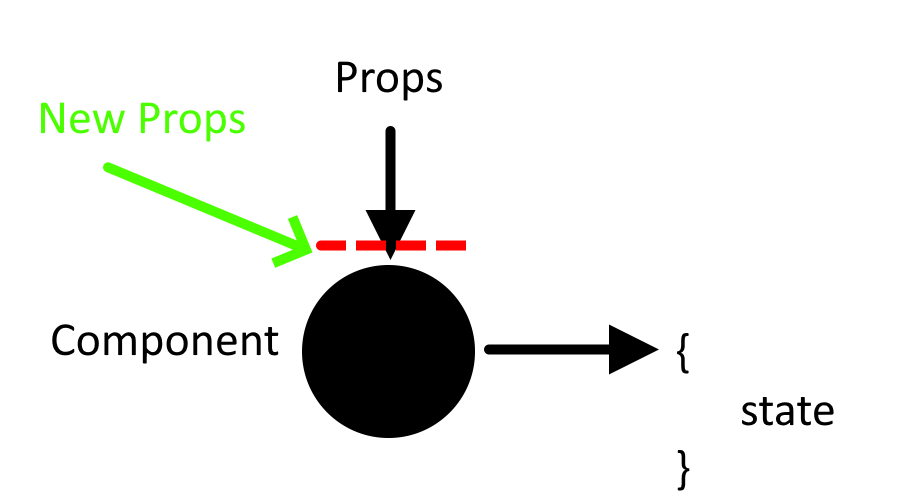 Props
New Props
Component
{
state
}